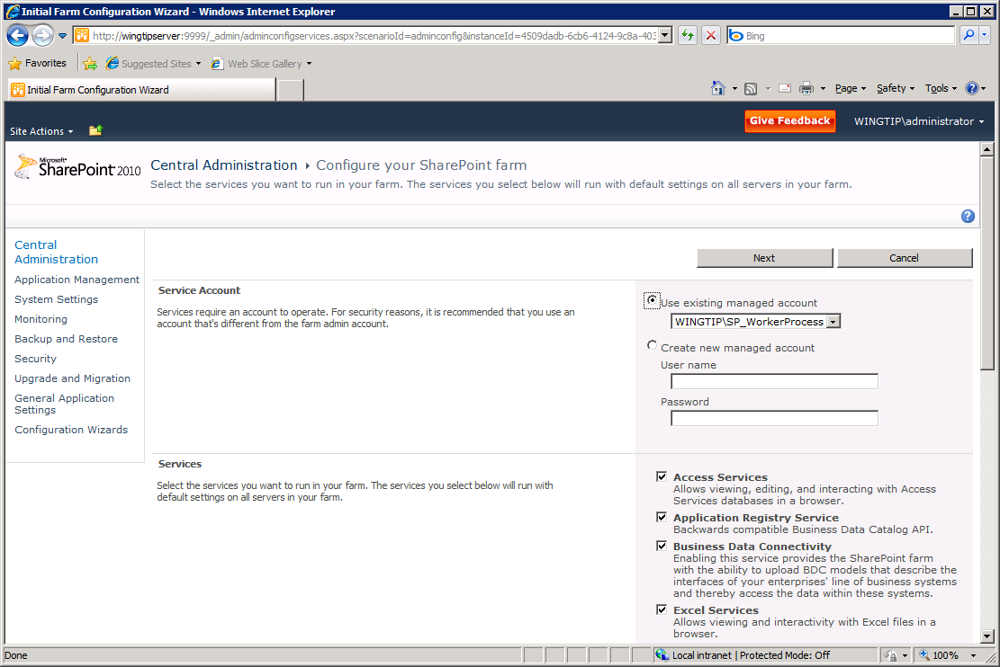 Initial Farm Configuration Wizard - Windows Internet Explorer
http://wingtipserver:9999/_admin/adminconfigservices.aspx?scenarioId=adminconfig&instanceId=4509dadb-6cb6-4124-9c8a-403
Bing
Favorites
Suggested Sites
Web Slice Gallery
Initial Farm Configuration Wizard
Page
Safety
Tools
Site Actions
Give Feedback
WINGTIP\administrator
Microsoft
SharePoint 2010
Central Administration
Configure your SharePoint farm
Select the services you want to run in your farm. The services you select below will run with default settings on all servers in your farm.
Central
Administration
Application Management
System Settings
Monitoring
Backup and Restore
Security
Upgrade and Migration
General Application
Settings
Configuration Wizards
Next
Cancel
Service Account
Services require an account to operate. For security reasons, it is recommended that you use an
account that's different from the farm admin account.
Use existing managed account
WINGTIP\SP_WorkerProcess
Create new managed account
User name
Password
Services
Select the services you want to run in your farm. The services you select below will run with
default settings on all servers in your farm.
Access Services
Allows viewing, editing, and interacting with Access
Services databases in a browser.
Application Registry Service
Backwards compatible Business Data Catalog API.
Business Data Connectivity
Enabling this service provides the SharePoint farm
with the ability to upload BDC models that describe the
interfaces of your enterprises' line of business systems
and thereby access the data within these systems.
Excel Services
Allows viewing and interactivity with Excel files in a
browser.
Done
Local intranet | Protected Mode: Off
100%